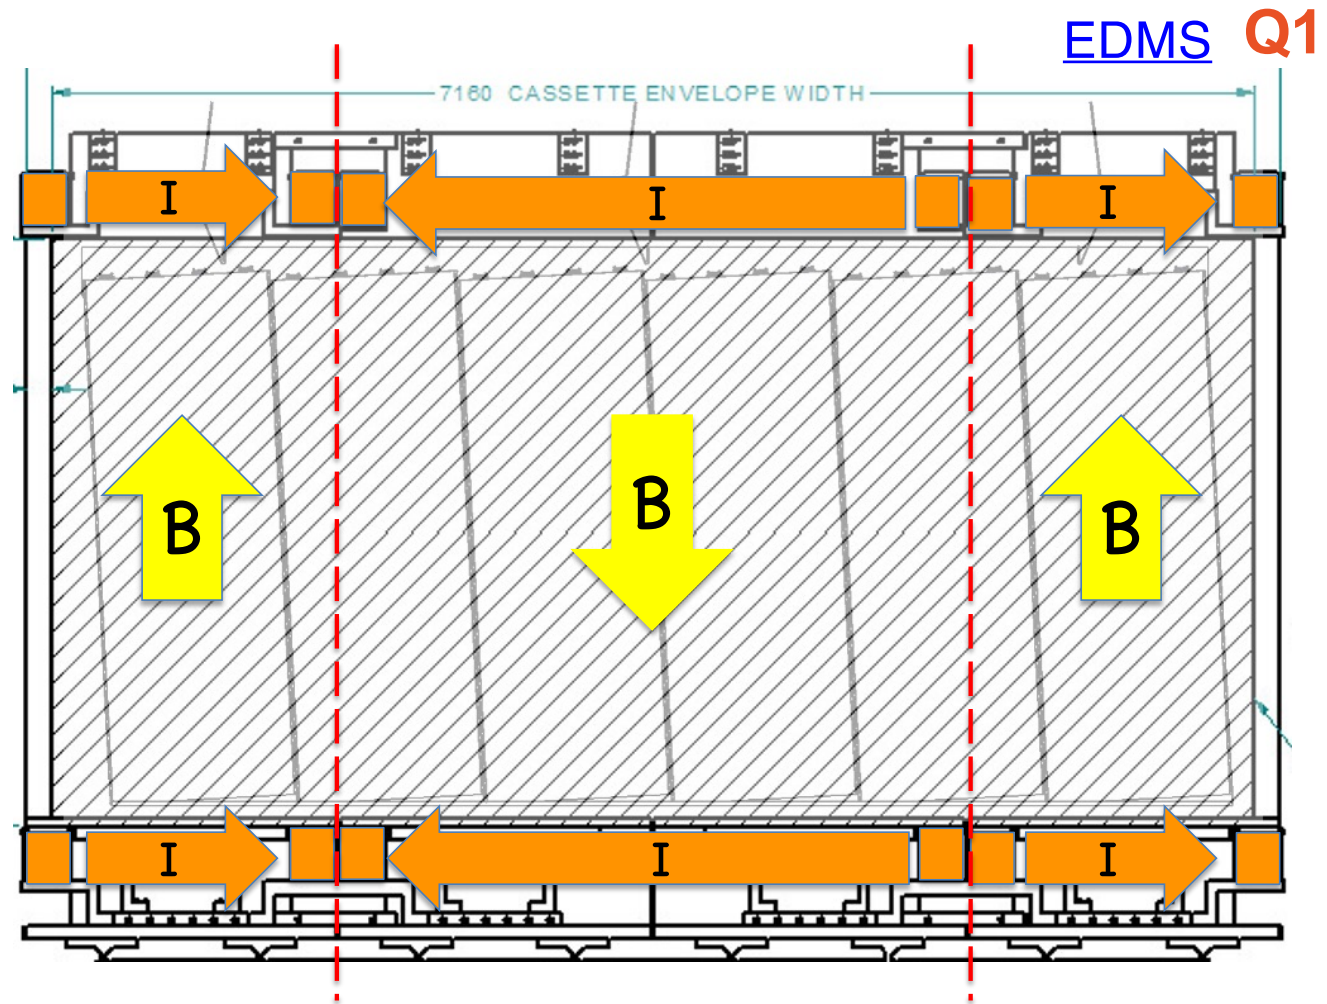 EDMS Q1
7160 CASSETTE ENVELOPE WIDTH
I I I
B B B
I I I